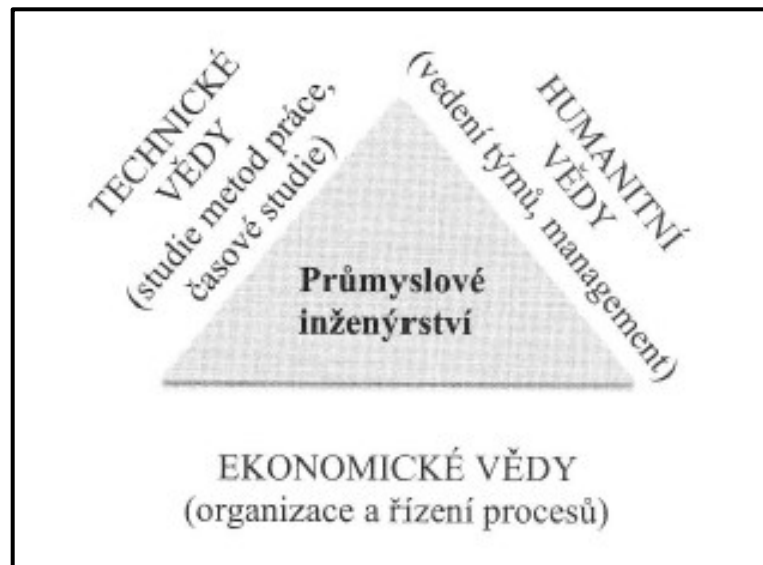 TECHNICKÉ
VĚDY
(studie metod práce,
časové studie)
HUMANITNÍ
VĚDY
(vedení týmů, management)
Průmyslové
inženýrství
EKONOMICKÉ VĚDY
(organizace a řízení procesů)